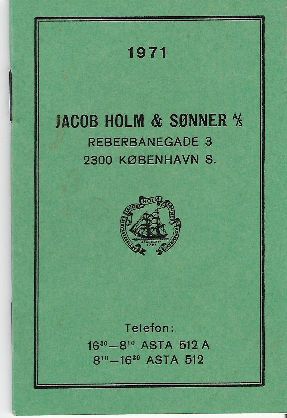 1971
JACOB HOLM & SØNNER A/S
REBERBANEGADE 3
2300 KØBENHAVN S.
Telefon:
16³⁰—8¹⁰ ASTA 512 A
8¹⁰—16³⁰ ASTA 512